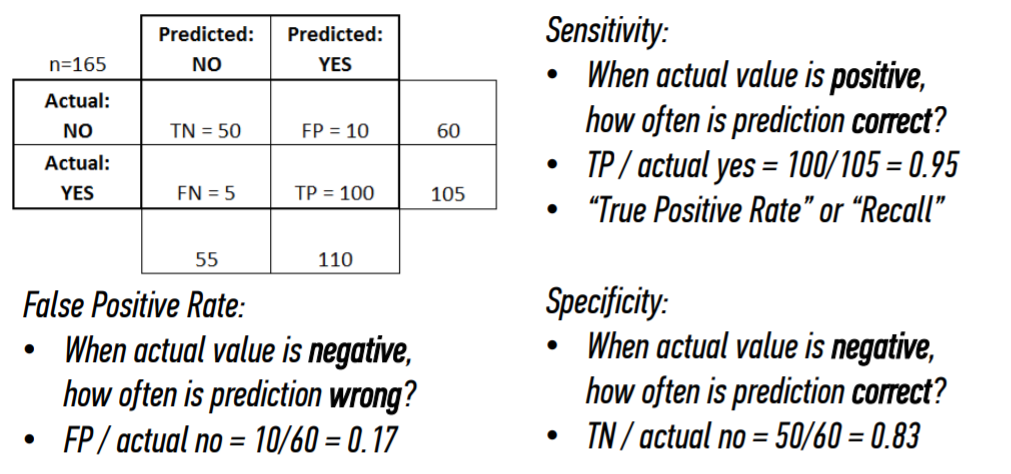 Predicted: Predicted:
n=165 NO YES
Actual:
NO TN = 50 FP = 10 60
Actual:
YES FN = 5 TP = 100 105
55 110
Sensitivity:
• When actual value is positive,
how often is prediction correct?
• TP / actual yes = 100/105 = 0.95
• “True Positive Rate” or “Recall”
False Positive Rate:
• When actual value is negative,
how often is prediction wrong?
• FP / actual no = 10/60 = 0.17
Specificity:
• When actual value is negative,
how often is prediction correct?
• TN / actual no = 50/60 = 0.83